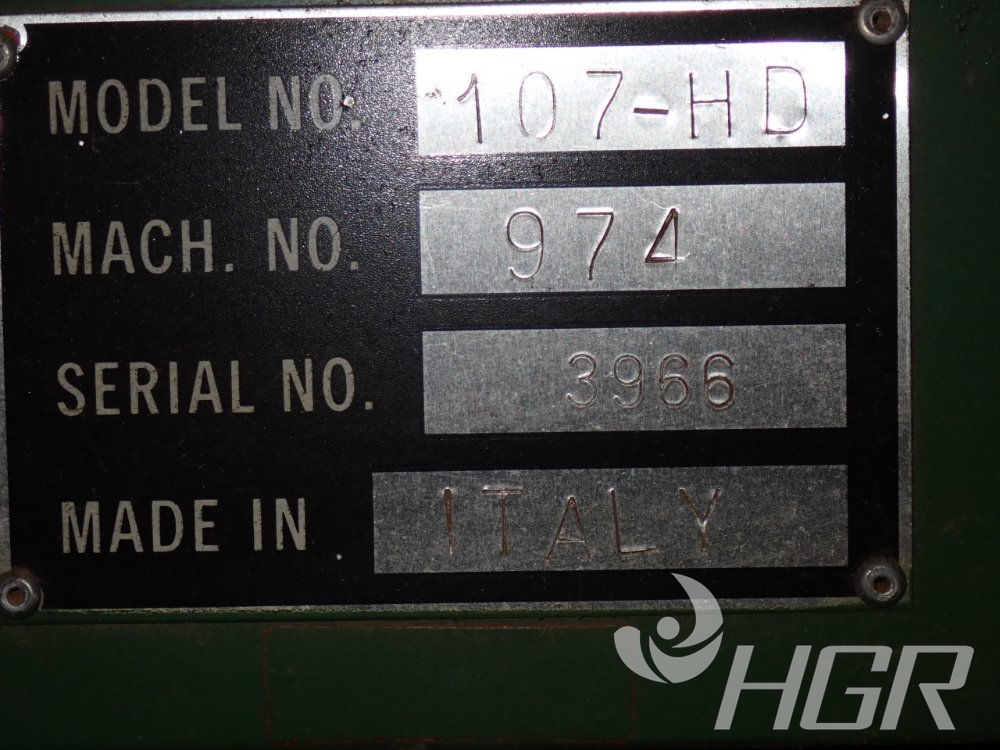 MODEL NO. 107-HD
MACH. NO. 974
SERIAL NO. 3966
MADE IN ITALY
HGR